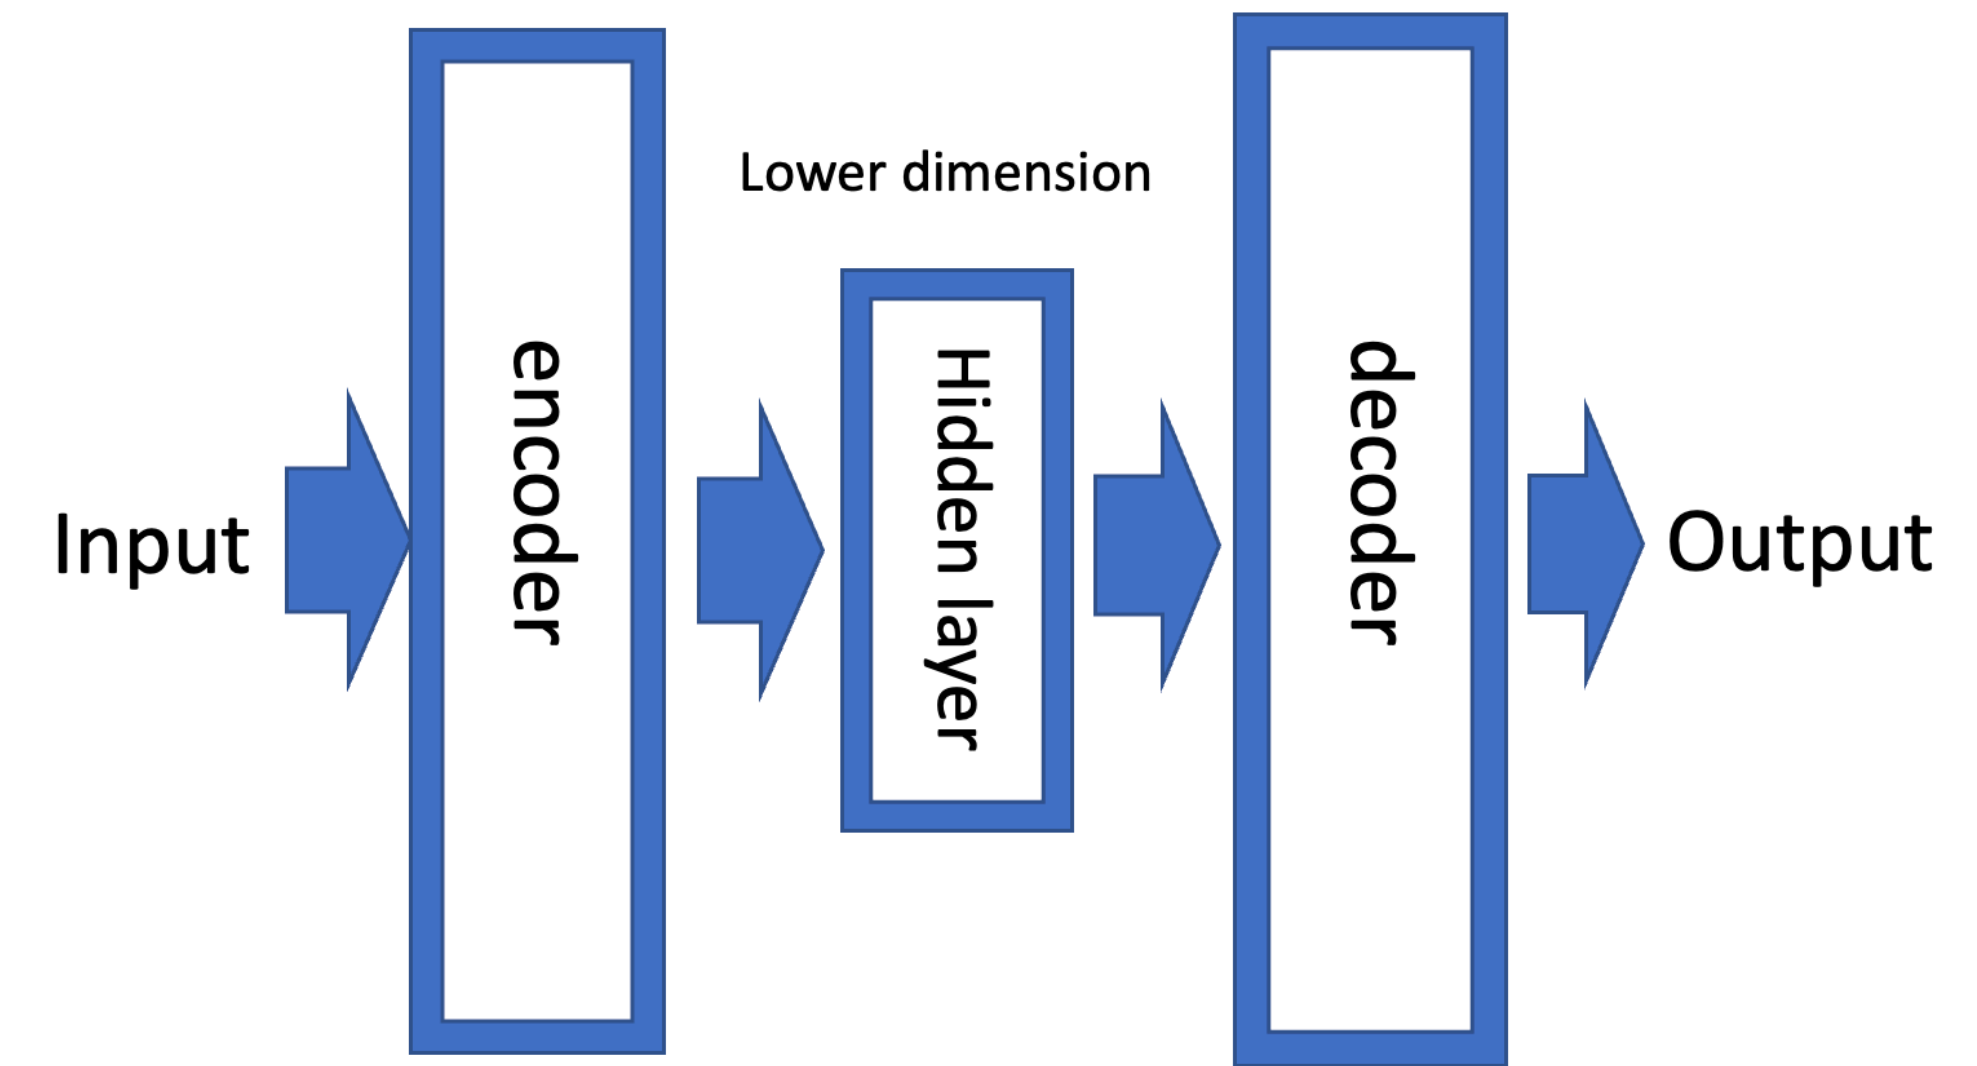 Input
encoder
Lower dimension
Hidden layer
decoder
Output